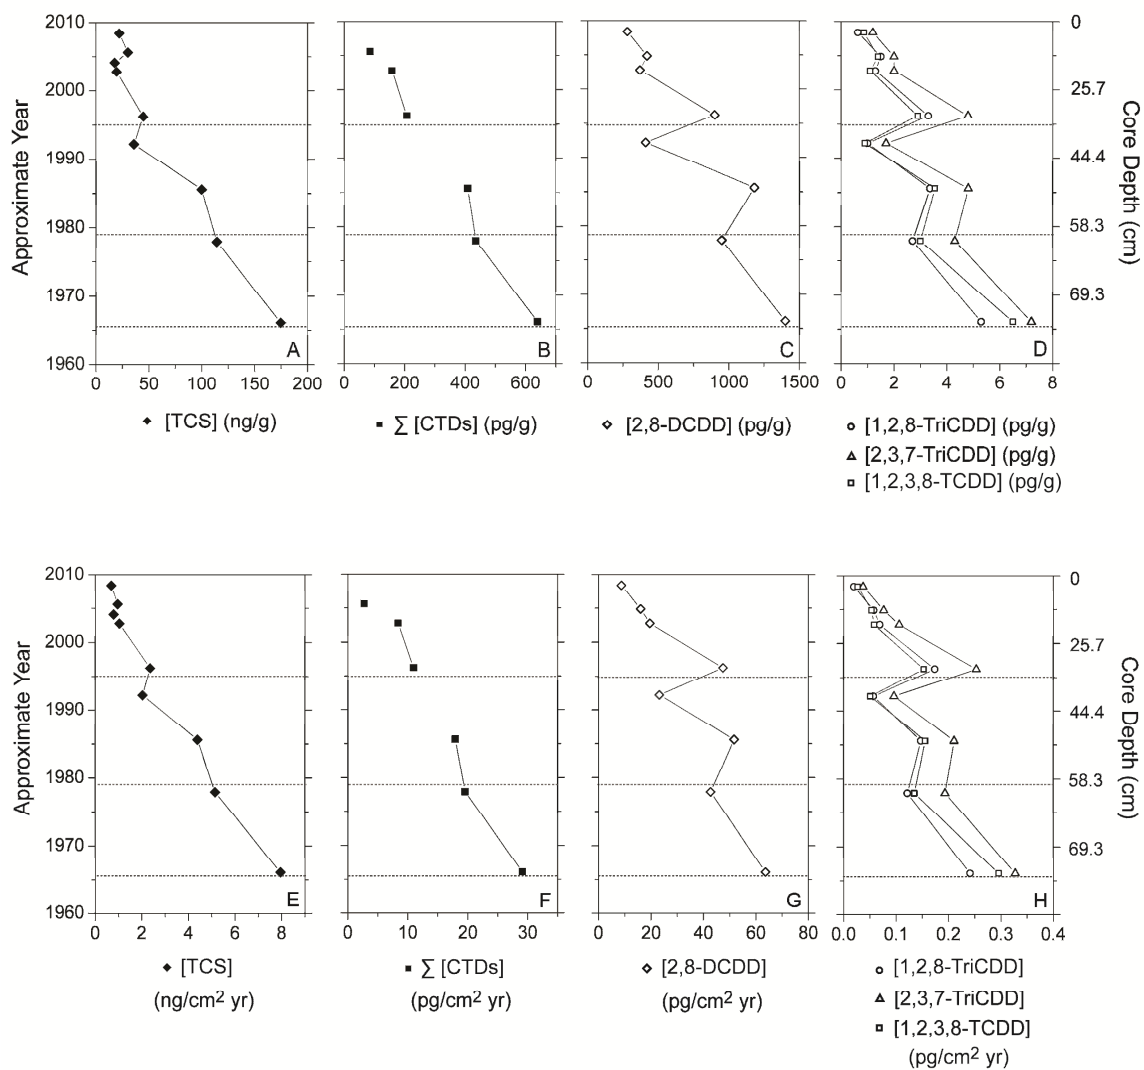 2010
2000
1990
1980
1970
1960
Approximate Year
0 50 100 150 200
A
[TCS] (ng/g)
0 200 400 600
B
∑ [CTDs] (pg/g)
0 500 1000 1500
C
[2,8-DCDD] (pg/g)
0 2 4 6 8
D
0
25.7
44.4
58.3
69.3
Core Depth (cm)
[1,2,8-TriCDD] (pg/g)
[2,3,7-TriCDD] (pg/g)
[1,2,3,8-TCDD] (pg/g)
2010
2000
1990
1980
1970
1960
Approximate Year
0 2 4 6 8
E
[TCS]
(ng/cm² yr)
0 10 20 30
F
∑ [CTDs]
(pg/cm² yr)
0 20 40 60 80
G
[2,8-DCDD]
(pg/cm² yr)
0.0 0.1 0.2 0.3 0.4
H
0
25.7
44.4
58.3
69.3
Core Depth (cm)
[1,2,8-TriCDD]
[2,3,7-TriCDD]
[1,2,3,8-TCDD]
(pg/cm² yr)